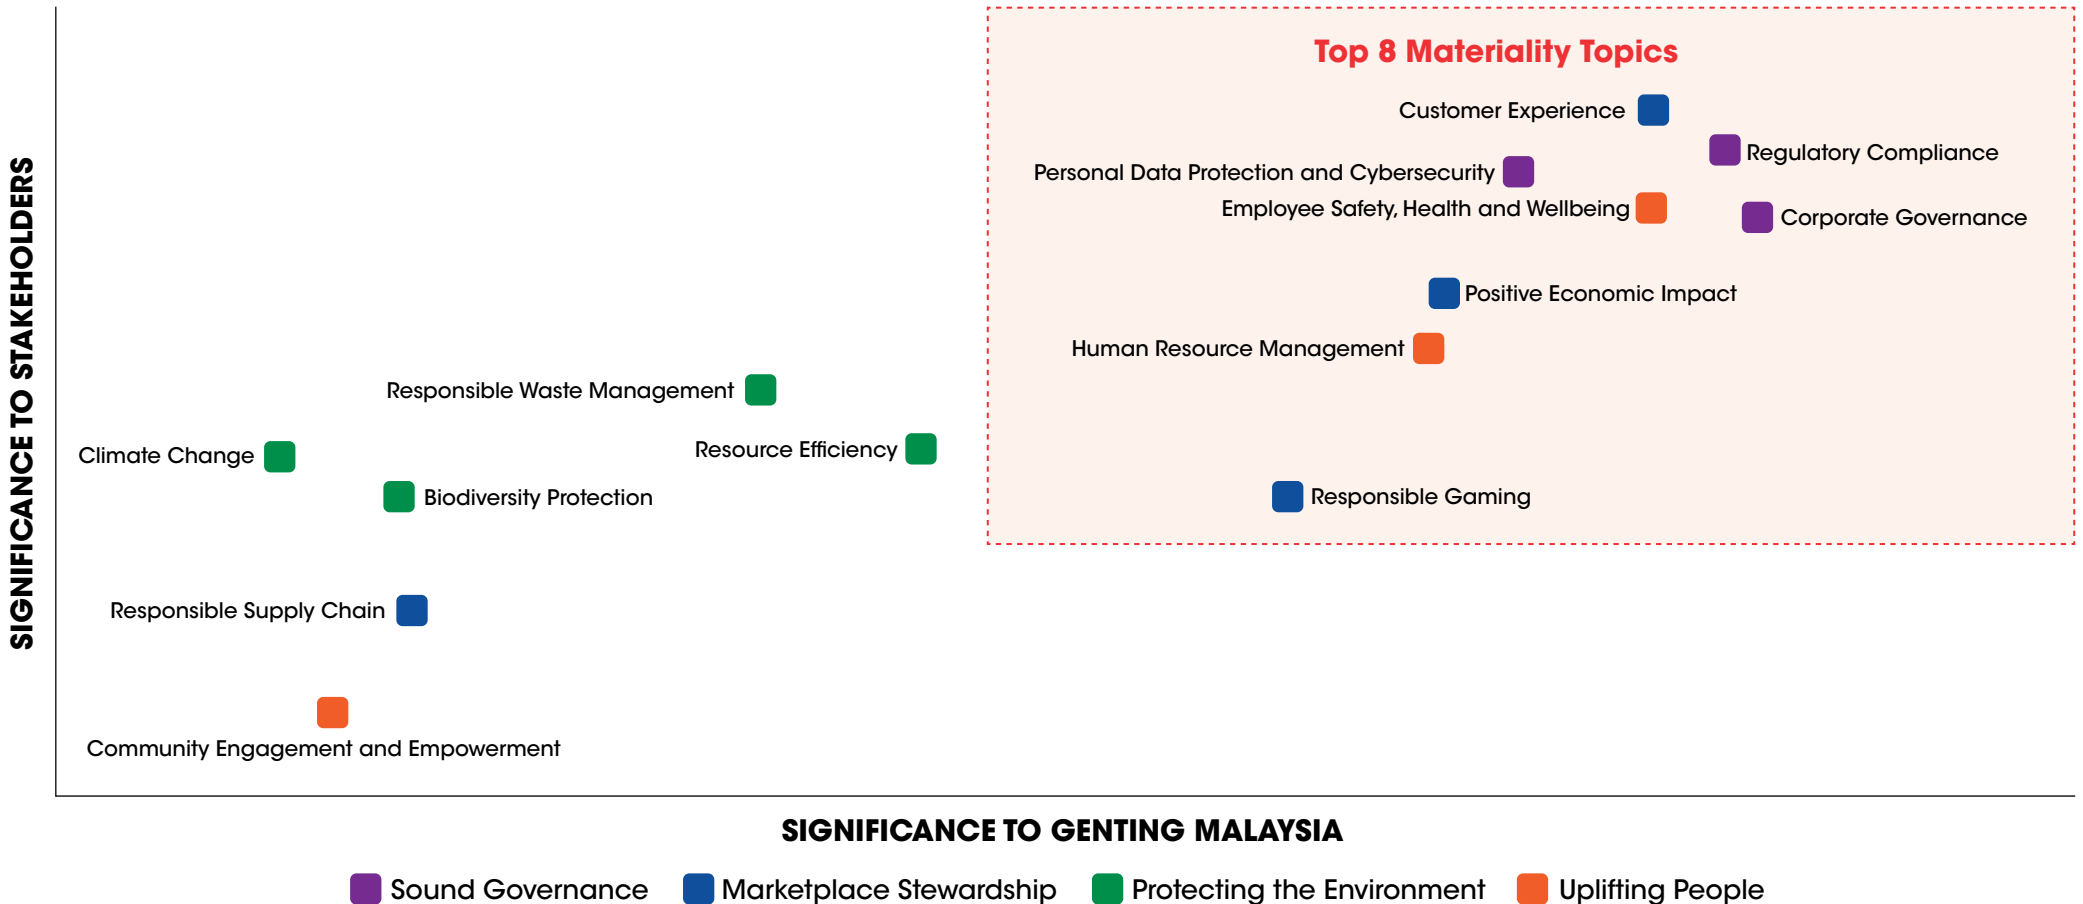 Top 8 Materiality Topics
Customer Experience
Regulatory Compliance
Personal Data Protection and Cybersecurity
Employee Safety, Health and Wellbeing
Corporate Governance
Positive Economic Impact
Human Resource Management
Responsible Waste Management
Resource Efficiency
Climate Change
Biodiversity Protection
Responsible Gaming
Responsible Supply Chain
Community Engagement and Empowerment
SIGNIFICANCE TO STAKEHOLDERS
SIGNIFICANCE TO GENTING MALAYSIA
Sound Governance
Marketplace Stewardship
Protecting the Environment
Uplifting People